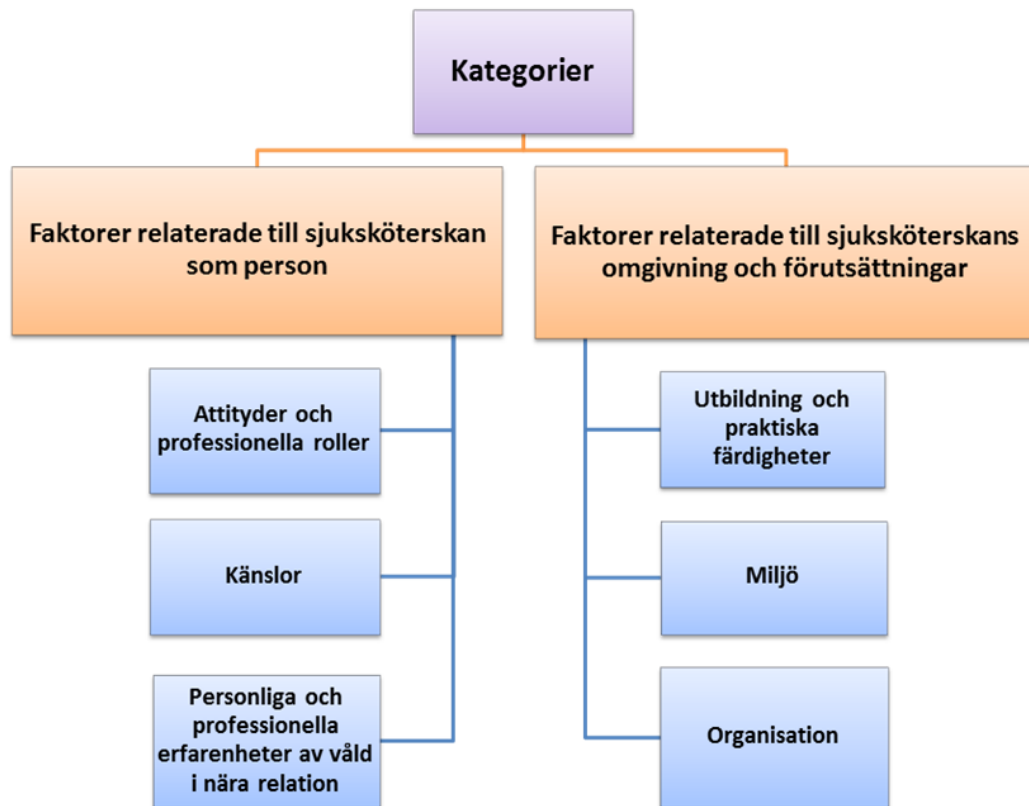 Kategorier
Faktorer relaterade till sjuksköterskan
som person
Attityder och
professionella roller
Känslor
Personliga och
professionella
erfarenheter av våld
i nära relation
Faktorer relaterade till sjuksköterskans
omgivning och förutsättningar
Utbildning och
praktiska
färdigheter
Miljö
Organisation